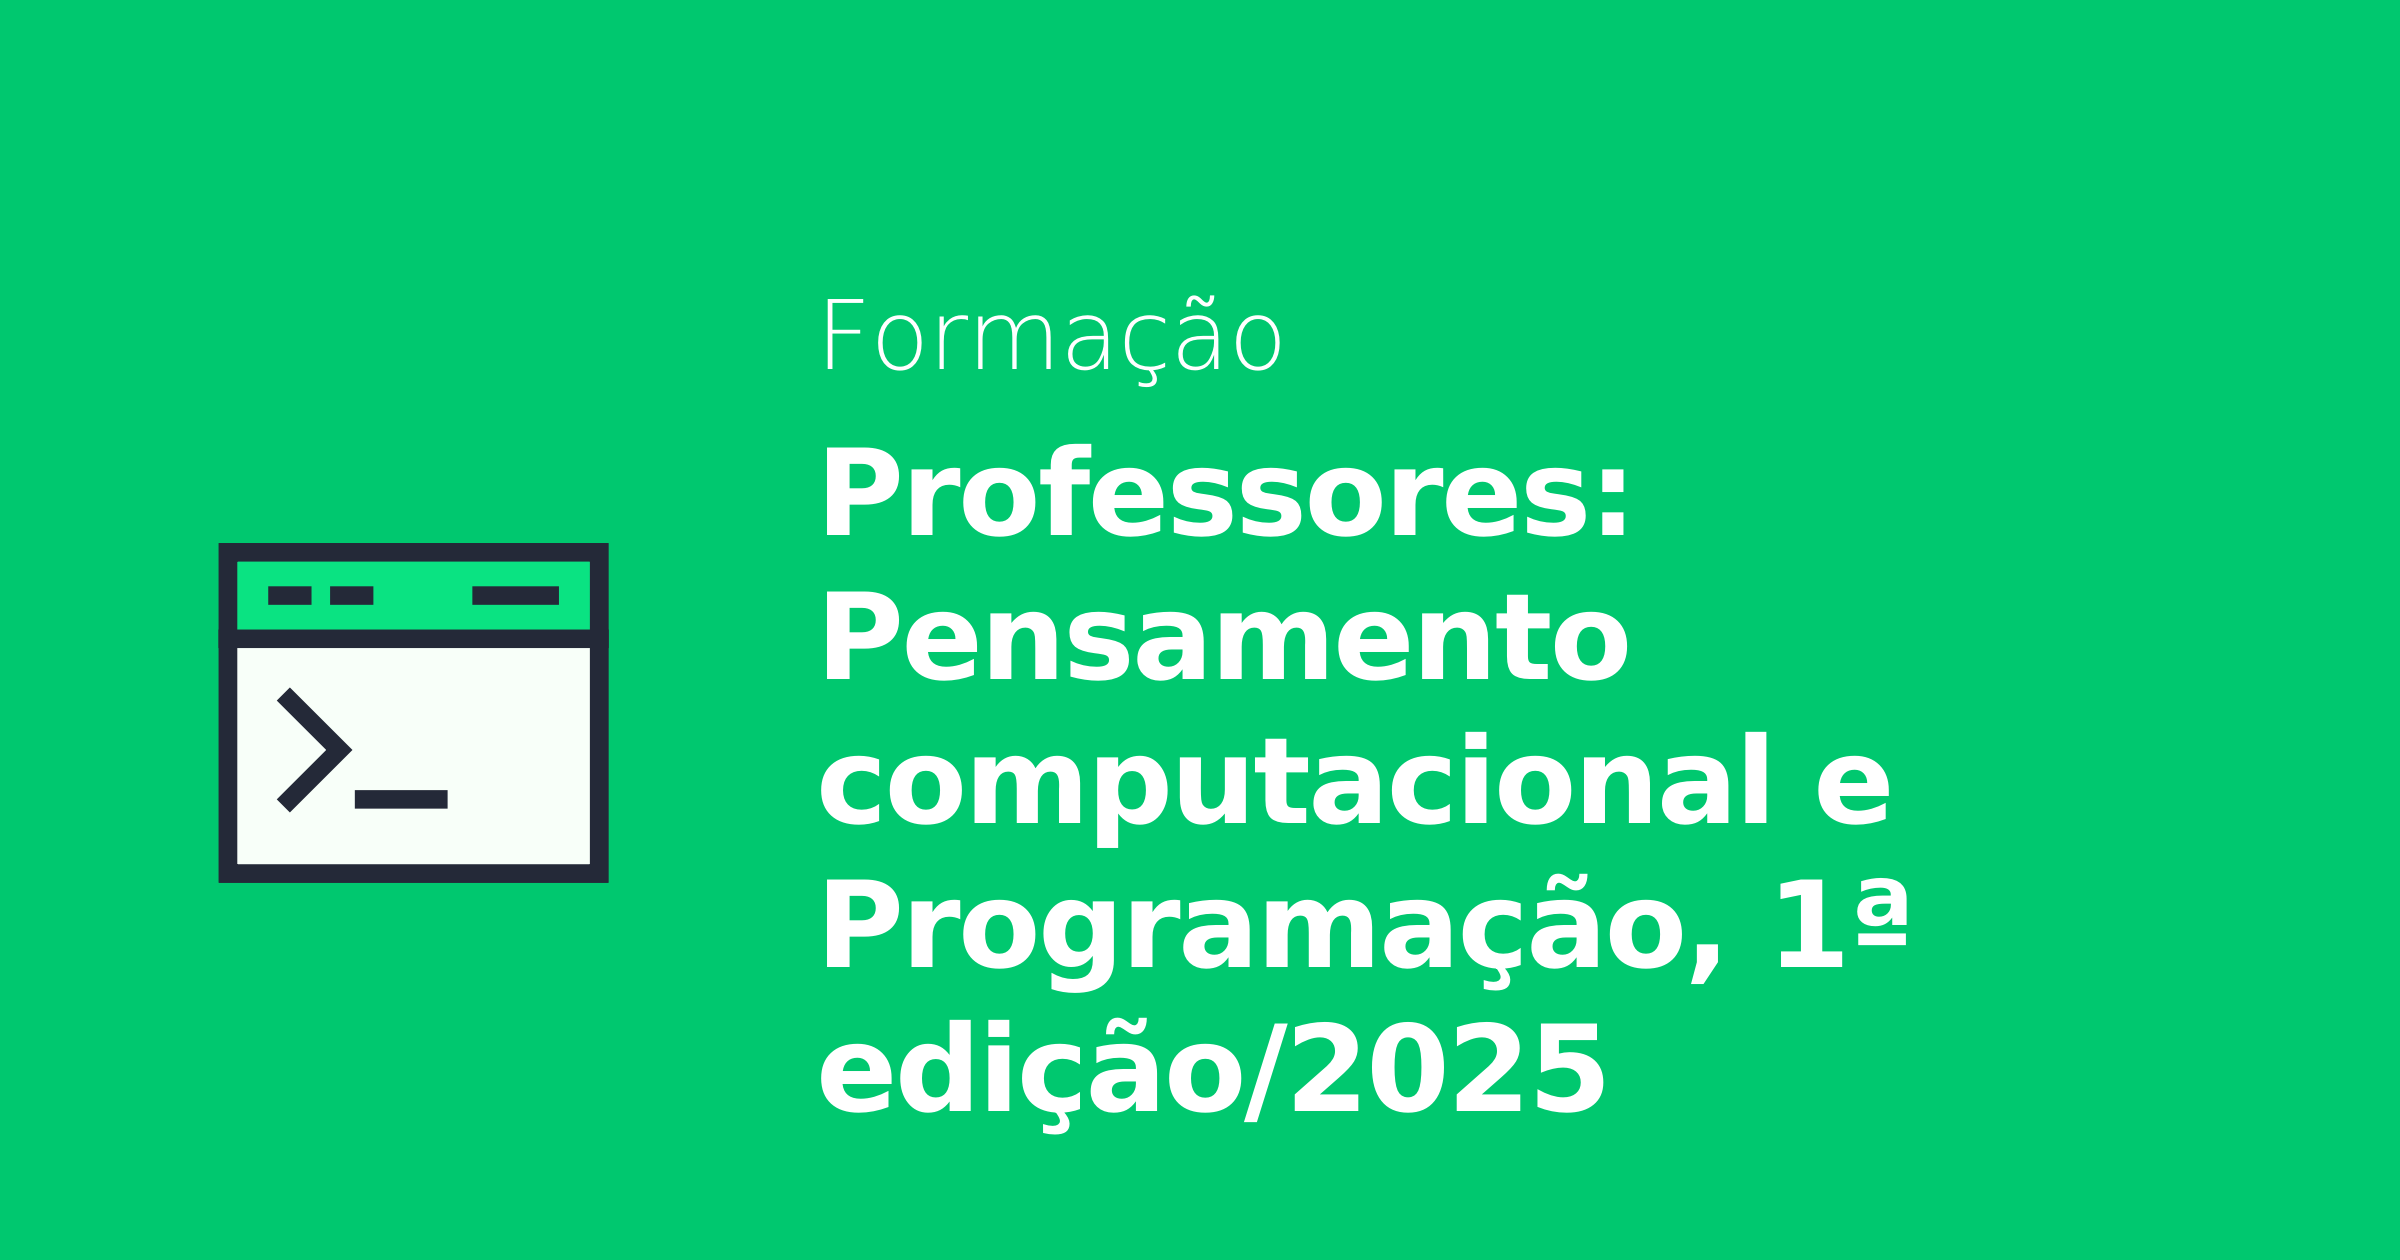 Formação
Professores:
Pensamento
computacional e
Programação, 1ª
edição/2025